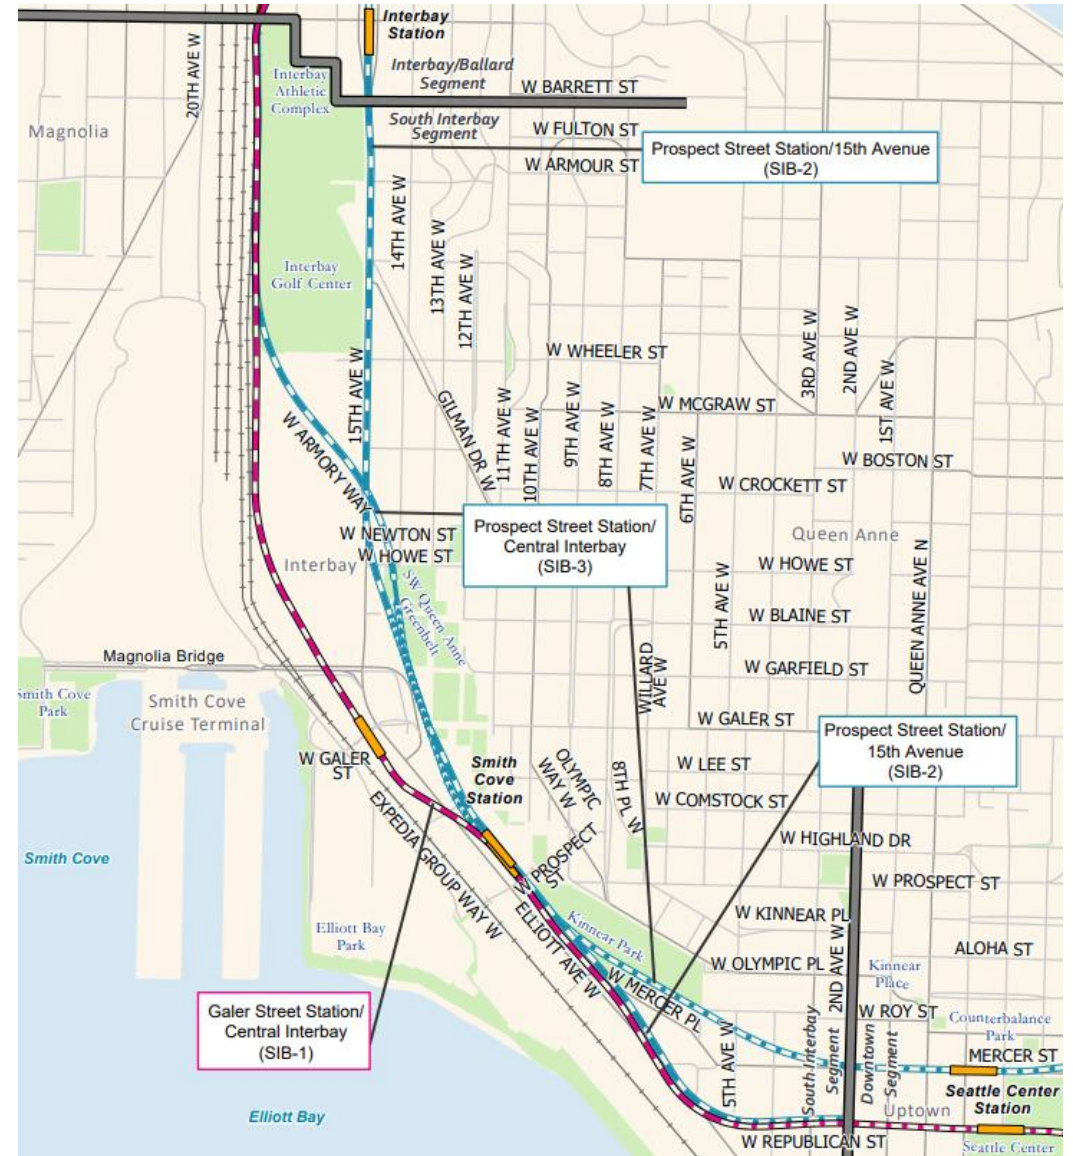 Interbay
Station
20TH AVE W
Interbay
Athletic
Complex
Interbay/Ballard
Segment
W BARRETT ST
Magnolia
South Interbay
Segment
W FULTON ST
W ARMOUR ST
Prospect Street Station/15th Avenue
(SIB-2)
14TH AVE W
13TH AVE W
12TH AVE W
Interbay
Golf Center
15TH AVE W
W WHEELER ST
3RD AVE W
2ND AVE W
1ST AVE W
GILMAN DR W
11TH AVE W
10TH AVE W
9TH AVE W
8TH AVE W
7TH AVE W
W MCGRAW ST
6TH AVE W
W ARMORY WAY
W BOSTON ST
W CROCKETT ST
Prospect Street Station/
Central Interbay
(SIB-3)
W NEWTON ST
W HOWE ST
Interbay
SW Queen Anne
Greenbelt
Queen Anne
W HOWE ST
5TH AVE W
QUEEN ANNE AVE N
W BLAINE ST
Magnolia Bridge
WILLARD
AVE W
W GARFIELD ST
Smith Cove
Park
Smith Cove
Cruise Terminal
W GALER ST
Prospect Street Station/
15th Avenue
(SIB-2)
W GALER
ST
Smith
Cove
Station
OLYMPIC
WAY W
8TH PL W
W LEE ST
W COMSTOCK ST
EXPEDIA GROUP WAY W
W HIGHLAND DR
Smith Cove
W PROSPECT
ST
W PROSPECT ST
ELLIOTT AVE W
Kinnear Park
W KINNEAR PL
Elliott Bay
Park
2ND AVE W
ALOHA ST
W OLYMPIC PL
Kinnear
Place
W MERCER PL
Galer Street Station/
Central Interbay
(SIB-1)
W ROY ST
Counterbalance
Park
5TH AVE W
South Interbay
Segment
Downtown
Segment
MERCER ST
Seattle Center
Station
Elliott Bay
Uptown
W REPUBLICAN ST
Seattle Center